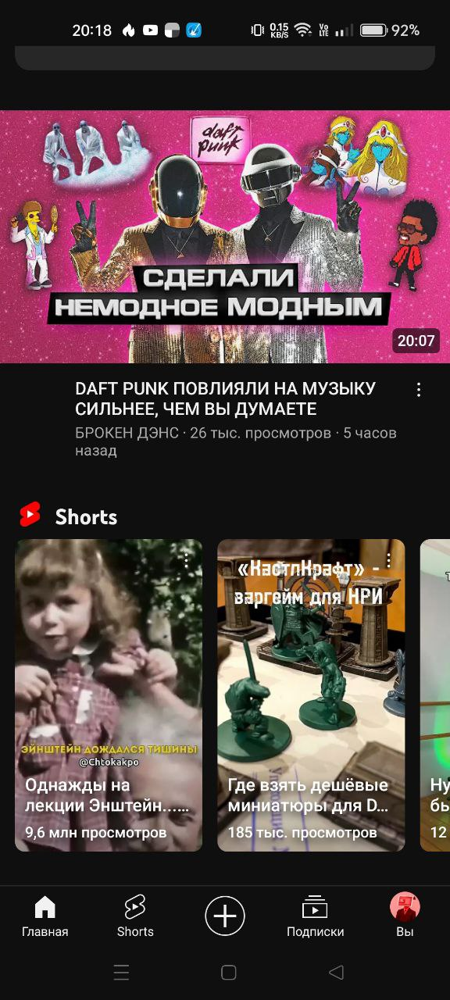 20:18
0.15
KB/S
Vo
LTE
92%
daft
punk
СДЕЛАЛИ
НЕМОДНОЕ МОДНЫМ
20:07
DAFT PUNK ПОВЛИЯЛИ НА МУЗЫКУ
СИЛЬНЕЕ, ЧЕМ ВЫ ДУМАЕТЕ
БРОКЕН ДЭНС · 26 тыс. просмотров · 5 часов
назад
Shorts
ЭЙНШТЕЙН ДОЖДАЛСЯ ТИШИНЫ
@Chtokakpo
Однажды на
лекции Энштейн......
9,6 млн просмотров
«КастлКрафт» -
варгейм для НРИ
Где взять дешёвые
миниатюры для D...
185 тыс. просмотров
Ну
бы
12
Главная
Shorts
Подписки
Вы